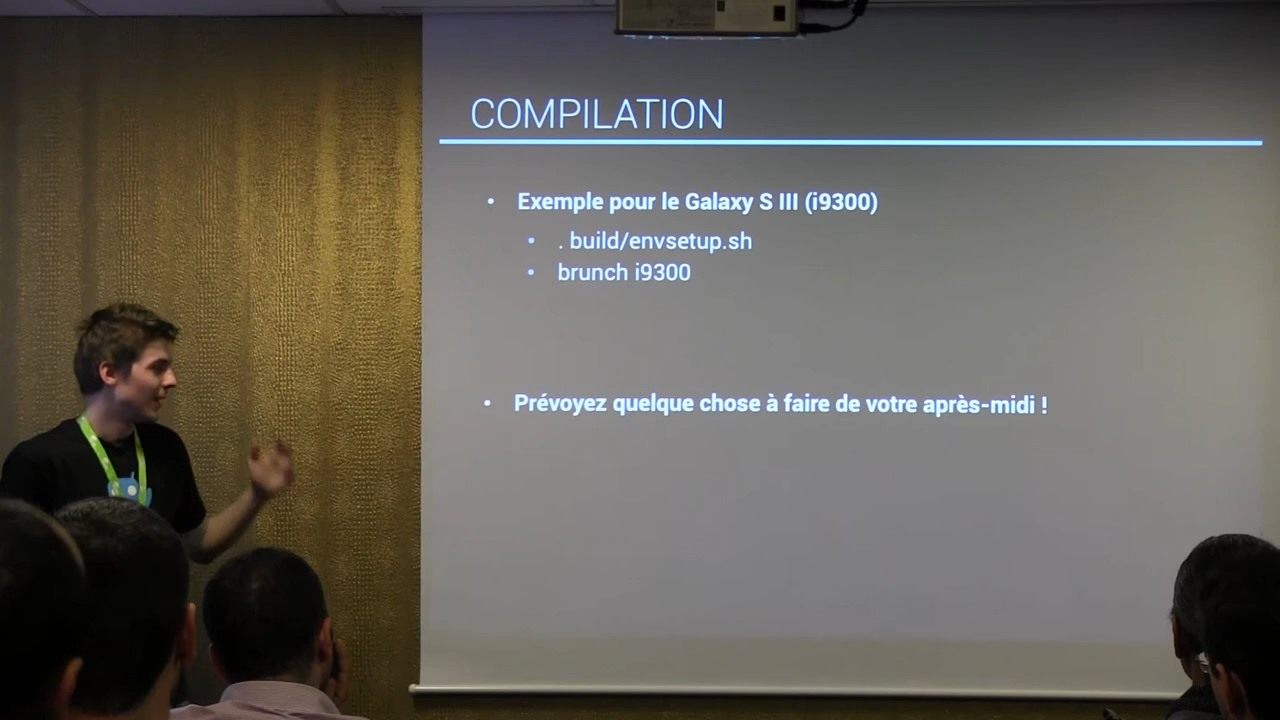 COMPILATION
• Exemple pour le Galaxy S III (i9300)
• . build/envsetup.sh
• brunch i9300
• Prévoyez quelque chose à faire de votre après-midi !